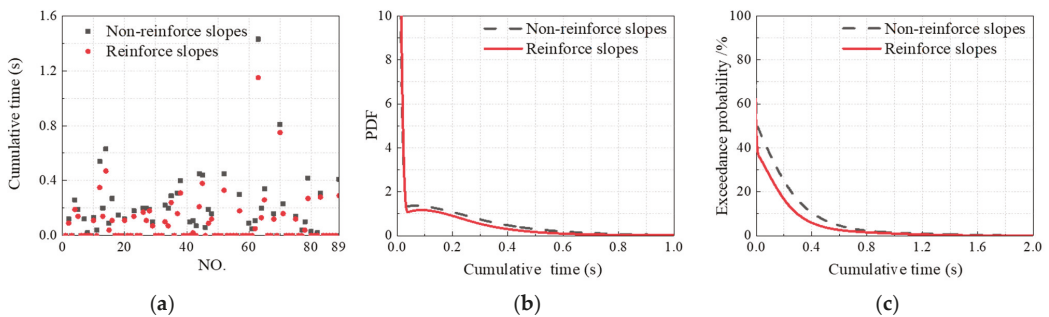 1.6
1.2
0.8
0.4
0.0
0
20
40
60
80
89
Cumulative time (s)
NO.
Non-reinforce slopes
Reinforce slopes
(a)
10
8
6
4
2
0
0.0
0.2
0.4
0.6
0.8
1.0
PDF
Cumulative time (s)
Non-reinforce slopes
Reinforce slopes
(b)
100
80
60
40
20
0
0.0
0.4
0.8
1.2
1.6
2.0
Exceedance probability /%
Cumulative time (s)
Non-reinforce slopes
Reinforce slopes
(c)